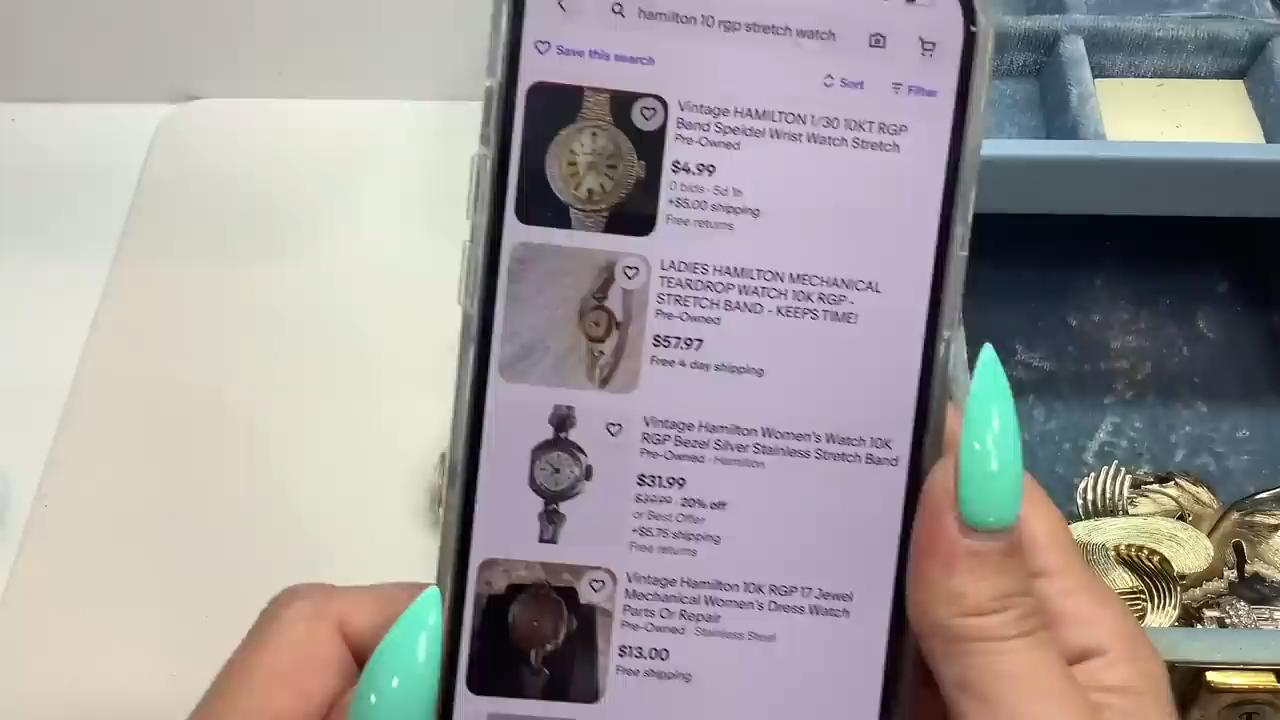 hamilton 10 rgp stretch watch
Save this search
Sort
Filter
Vintage HAMILTON 1/30 10KT RGP
Band Speidel Wrist Watch Stretch
Pre-Owned
$4.99
0 bids · 5d 1h
+$5.00 shipping
Free returns
LADIES HAMILTON MECHANICAL
TEARDROP WATCH 10K RGP -
STRETCH BAND - KEEPS TIME!
Pre-Owned
$57.97
Free 4 day shipping
Vintage Hamilton Women's Watch 10K
RGP Bezel Silver Stainless Stretch Band
Pre-Owned · Hamilton
$31.99
$39.99 · 20% off
or Best Offer
+$5.75 shipping
Free returns
Vintage Hamilton 10K RGP 17 Jewel
Mechanical Women's Dress Watch
Parts Or Repair
Pre-Owned · Stainless Steel
$13.00
Free shipping